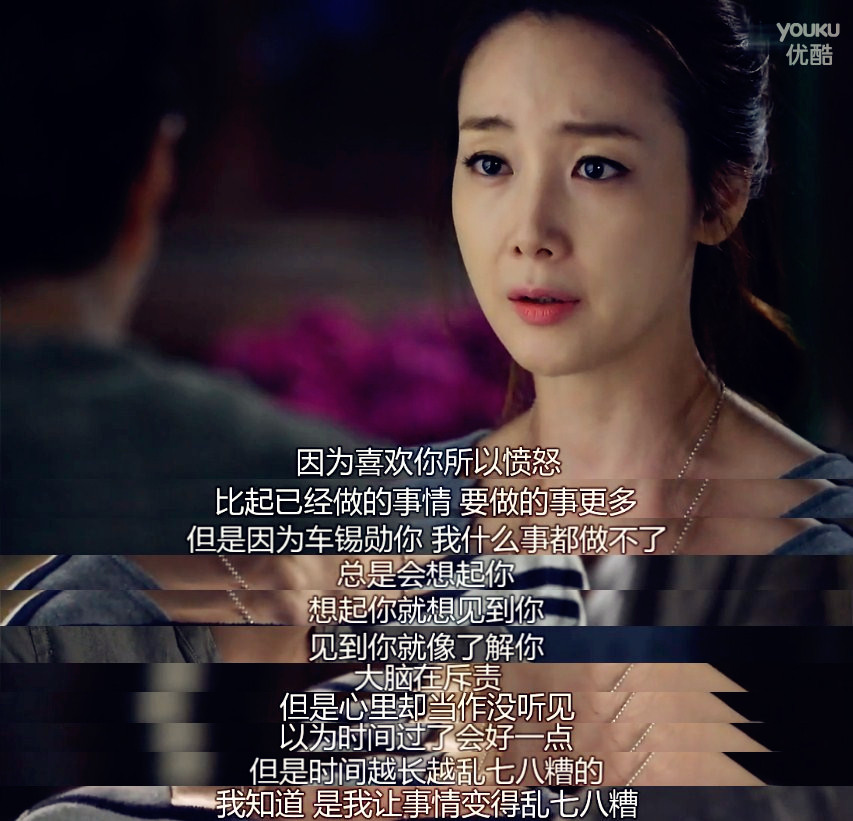 YOUKU
优酷
因为喜欢你所以愤怒
比起已经做的事情 要做的事更多
但是因为车锡勋你 我什么事都做不了
总是会想起你
想起你就想见到你
见到你就像了解你
大脑在斥责
但是心里却当作没听见
以为时间过了会好一点
但是时间越长越乱七八糟的
我知道 是我让事情变得乱七八糟